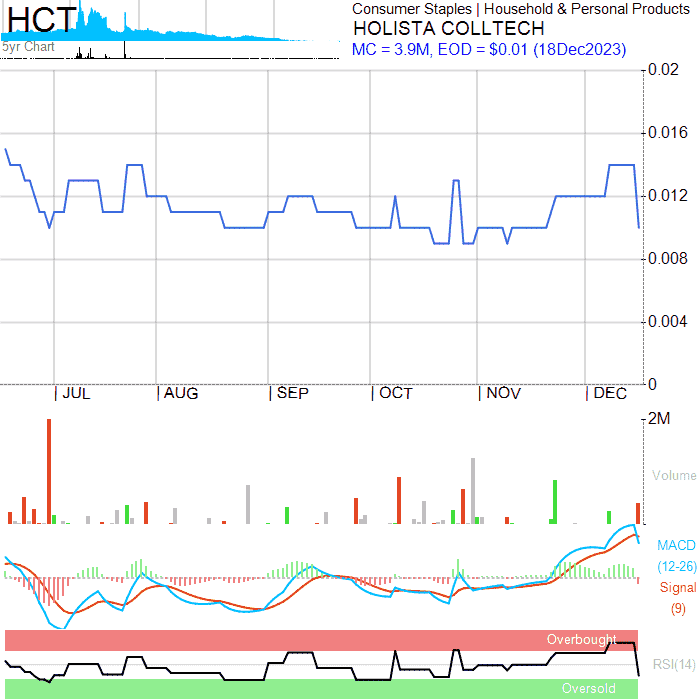 HCT
5yr Chart
Consumer Staples | Household & Personal Products
HOLISTA COLLTECH
MC = 3.9M, EOD = $0.01 (18Dec2023)
0.02
0.016
0.012
0.008
0.004
0
| JUL | AUG | SEP | OCT | NOV | DEC
2M
Volume
MACD
(12-26)
Signal
(9)
Overbought
RSI(14)
Oversold